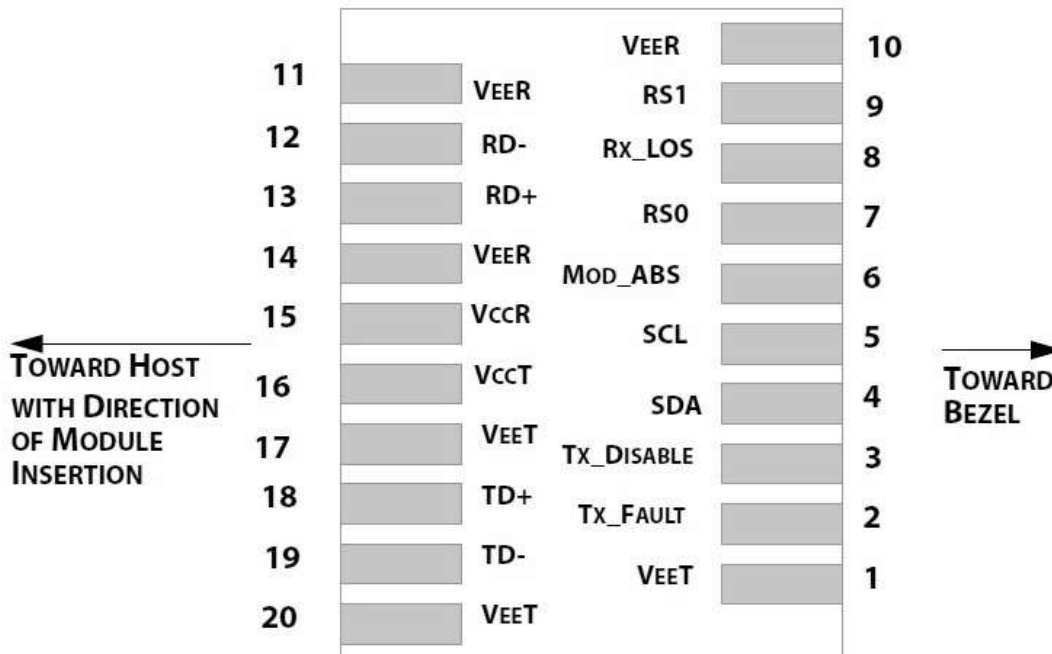 11 VEER
12 RD-
13 RD+
14 VEER
15 VCCR
16 VCCT
17 VEET
18 TD+
19 TD-
20 VEET
VEER 10
RS1 9
RX_LOS 8
RS0 7
MOD_ABS 6
SCL 5
SDA 4
TX_DISABLE 3
TX_FAULT 2
VEET 1
TOWARD HOST
WITH DIRECTION
OF MODULE
INSERTION
TOWARD
BEZEL